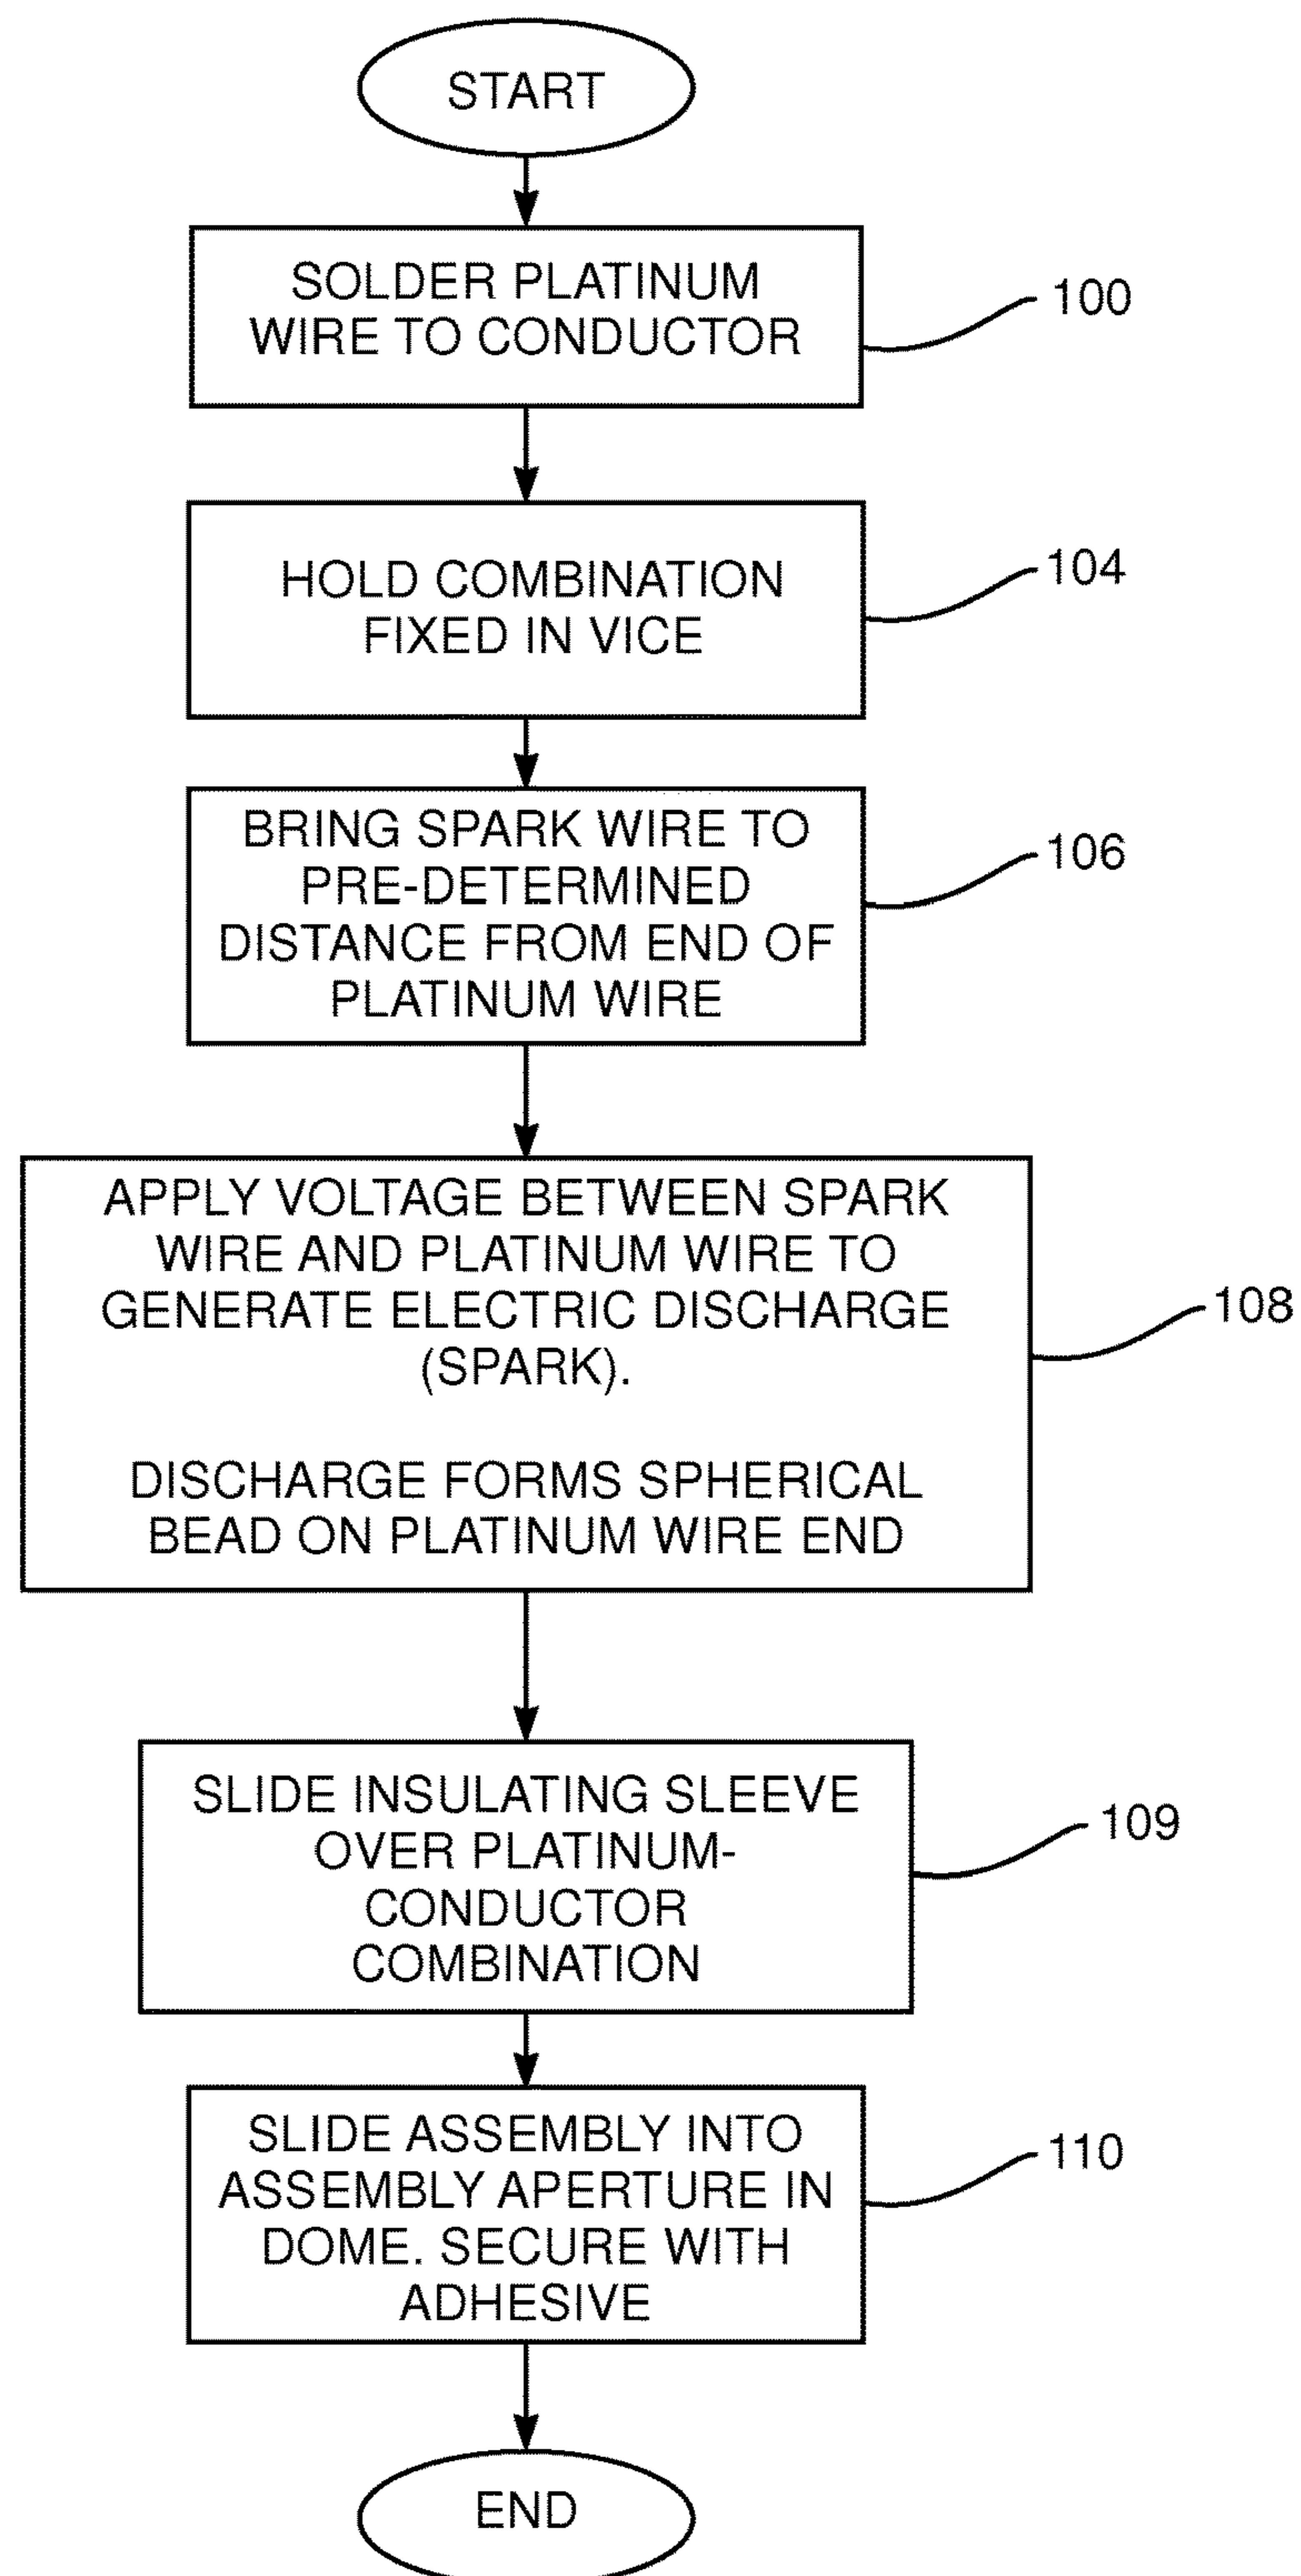 START
SOLDER PLATINUM
WIRE TO CONDUCTOR
100
HOLD COMBINATION
FIXED IN VICE
104
BRING SPARK WIRE TO
PRE-DETERMINED
DISTANCE FROM END OF
PLATINUM WIRE
106
APPLY VOLTAGE BETWEEN SPARK
WIRE AND PLATINUM WIRE TO
GENERATE ELECTRIC DISCHARGE
(SPARK).
DISCHARGE FORMS SPHERICAL
BEAD ON PLATINUM WIRE END
108
SLIDE INSULATING SLEEVE
OVER PLATINUM-
CONDUCTOR
COMBINATION
109
SLIDE ASSEMBLY INTO
ASSEMBLY APERTURE IN
DOME. SECURE WITH
ADHESIVE
110
END